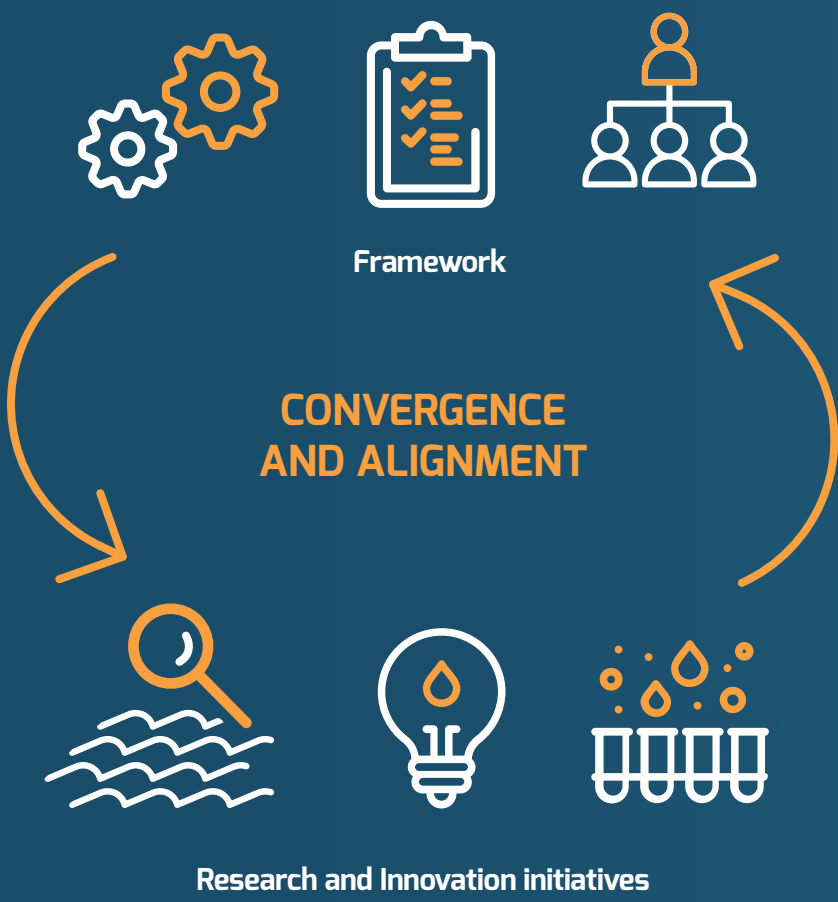 Framework
CONVERGENCE
AND ALIGNMENT
Research and Innovation initiatives